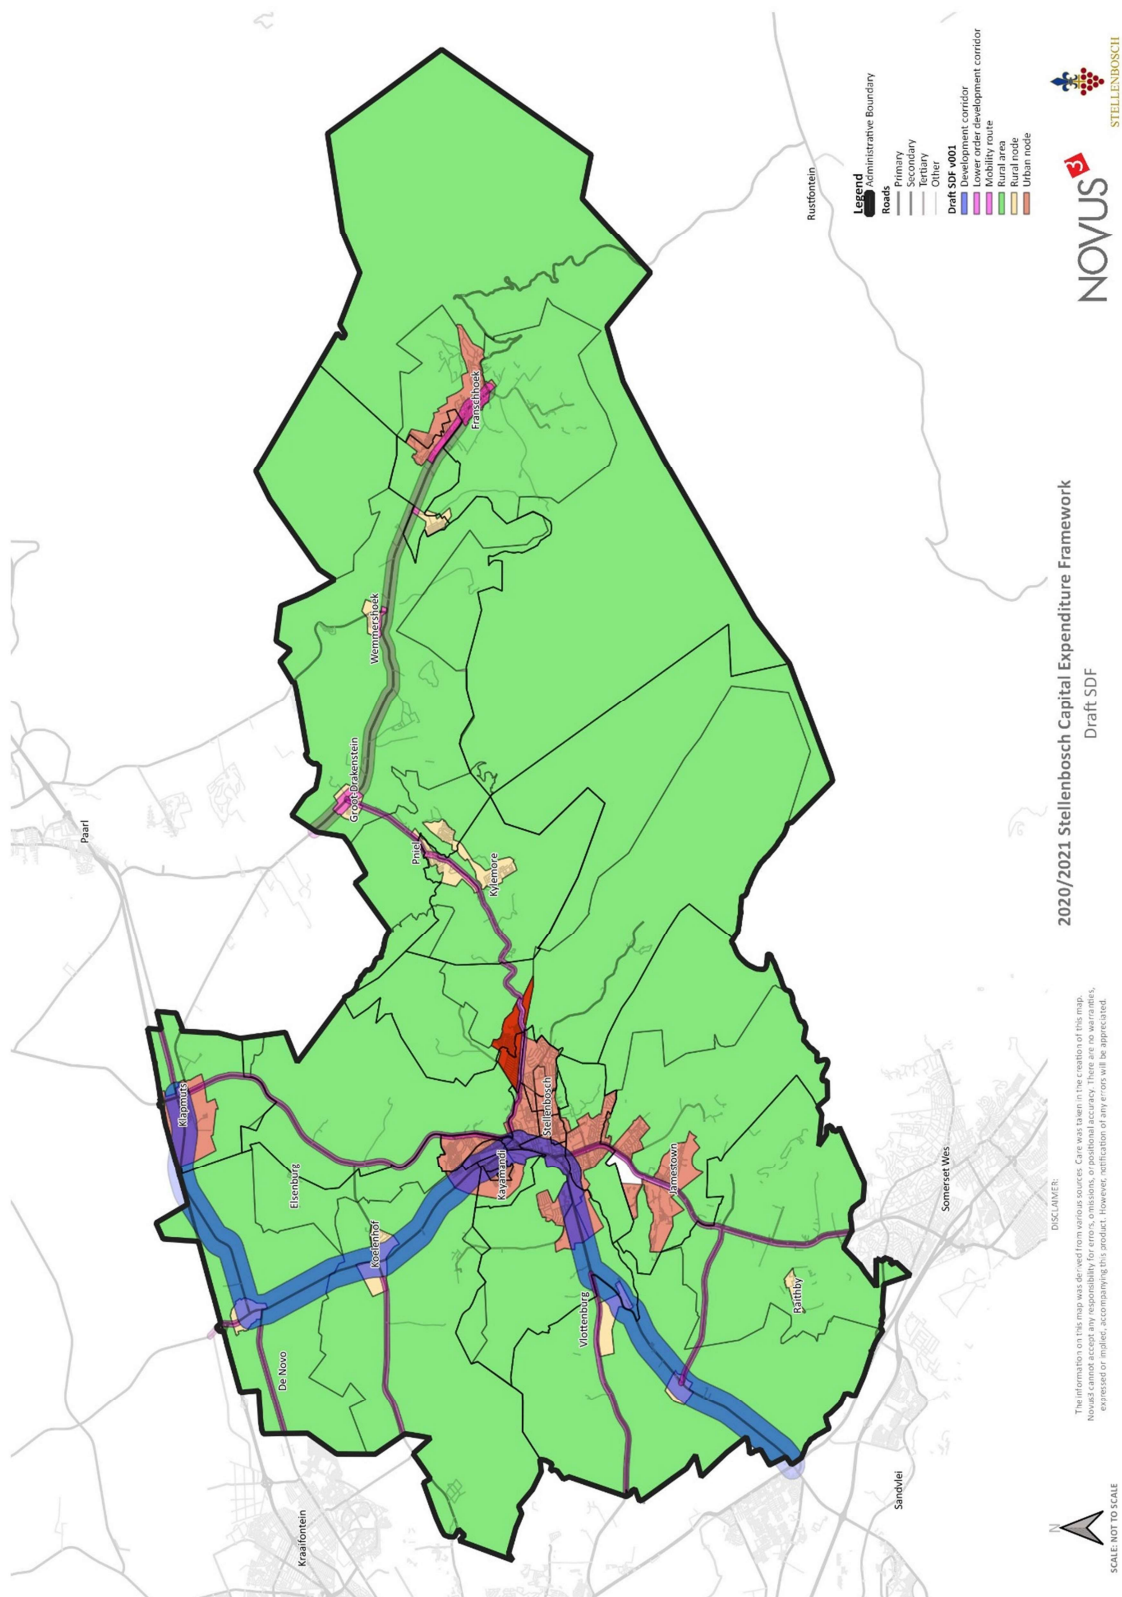 Paarl
Rustfontein
Klapmuts
Groot Drakenstein
Wemmershoek
Franschhoek
Pniel
Kylemore
Elsenburg
Koelenhof
De Novo
Kayamandi
Stellenbosch
Jamestown
Vlottenburg
Raithby
Kraaifontein
Somerset Wes
Sandvlei
Legend
Administrative Boundary
Roads
Primary
Secondary
Tertiary
Other
Draft SDF v001
Development corridor
Lower order development corridor
Mobility route
Rural area
Rural node
Urban node
N
SCALE: NOT TO SCALE
DISCLAIMER:
The information on this map was derived from various sources. Care was taken in the creation of this map.
Novus3 cannot accept any responsibility for errors, omissions, or positional accuracy. There are no warranties,
expressed or implied, accompanying this product. However, notification of any errors will be appreciated.
2020/2021 Stellenbosch Capital Expenditure Framework
Draft SDF
NOVUS3
STELLENBOSCH